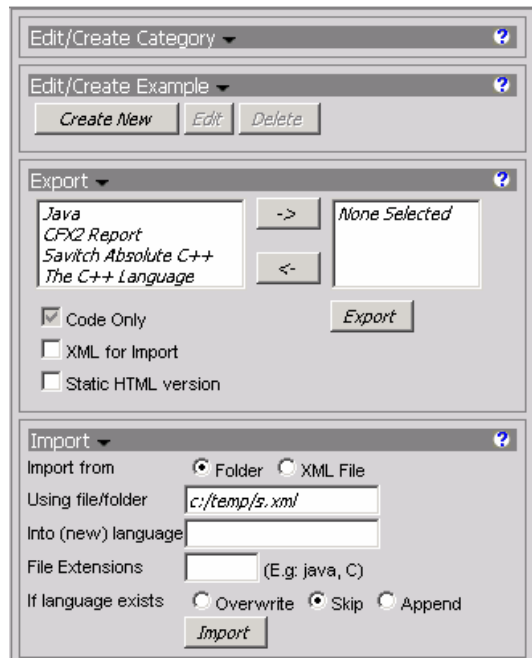 Edit/Create Category ?
Edit/Create Example ?
Create New Edit Delete
Export ?
Java
CFX2 Report
Savitch Absolute C++
The C++ Language
->
<-
None Selected
Code Only
XML for Import
Static HTML version
Export
Import ?
Import from Folder XML File
Using file/folder c:/temp/s.xml
Into (new) language
File Extensions (E.g: java, C)
If language exists Overwrite Skip Append
Import